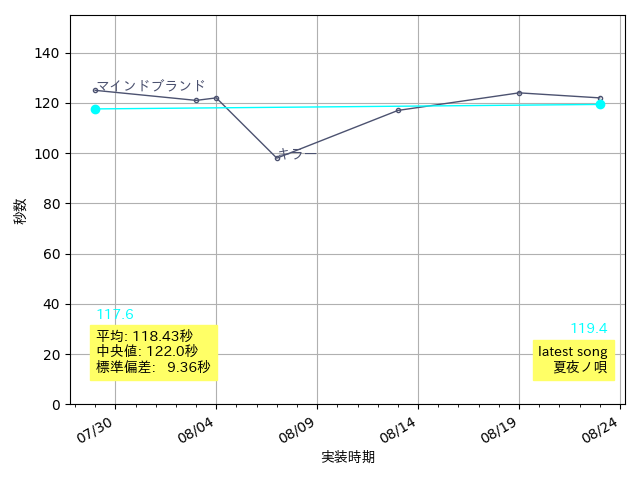 140
120
100
80
60
40
20
0
秒数
マインドブランド
キラー
117.6
平均: 118.43秒
中央値: 122.0秒
標準偏差: 9.36秒
119.4
latest song
夏夜ノ唄
07/30
08/04
08/09
08/14
08/19
08/24
実装時期